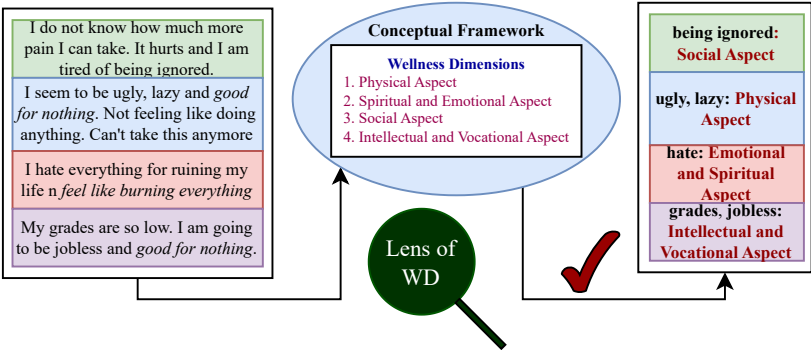 I do not know how much more
pain I can take. It hurts and I am
tired of being ignored.
I seem to be ugly, lazy and good
for nothing. Not feeling like doing
anything. Can't take this anymore
I hate everything for ruining my
life n feel like burning everything
My grades are so low. I am going
to be jobless and good for nothing.
Conceptual Framework
Wellness Dimensions
1. Physical Aspect
2. Spiritual and Emotional Aspect
3. Social Aspect
4. Intellectual and Vocational Aspect
Lens of
WD
being ignored:
Social Aspect
ugly, lazy: Physical
Aspect
hate: Emotional
and Spiritual
Aspect
grades, jobless:
Intellectual and
Vocational Aspect